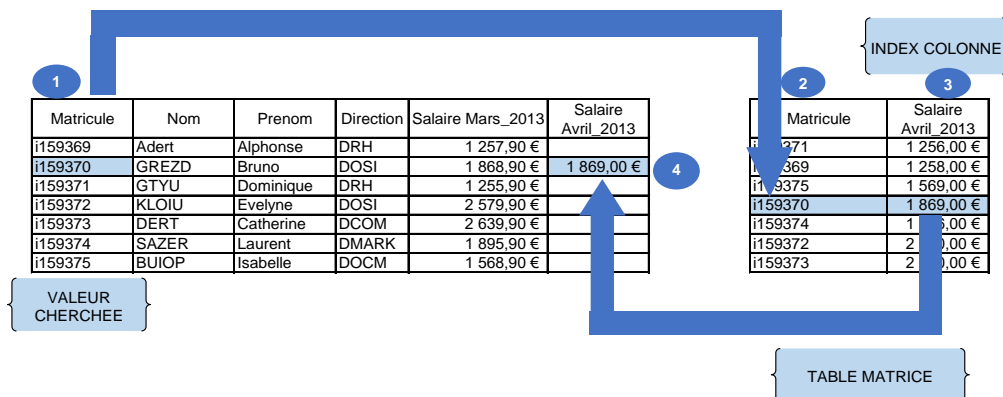 INDEX COLONNE
1
2
3
Matricule Nom Prenom Direction Salaire Mars_2013 Salaire Avril_2013
i159369 Adert Alphonse DRH 1 257,90 €
i159370 GREZD Bruno DOSI 1 868,90 € 1 869,00 €
i159371 GTYU Dominique DRH 1 255,90 €
i159372 KLOIU Evelyne DOSI 2 579,90 €
i159373 DERT Catherine DCOM 2 639,90 €
i159374 SAZER Laurent DMARK 1 895,90 €
i159375 BUIOP Isabelle DOCM 1 568,90 €
4
Matricule Salaire Avril_2013
1 256,00 €
1 258,00 €
i159375 1 569,00 €
i159370 1 869,00 €
i159374
i159372
i159373
VALEUR
CHERCHEE
TABLE MATRICE